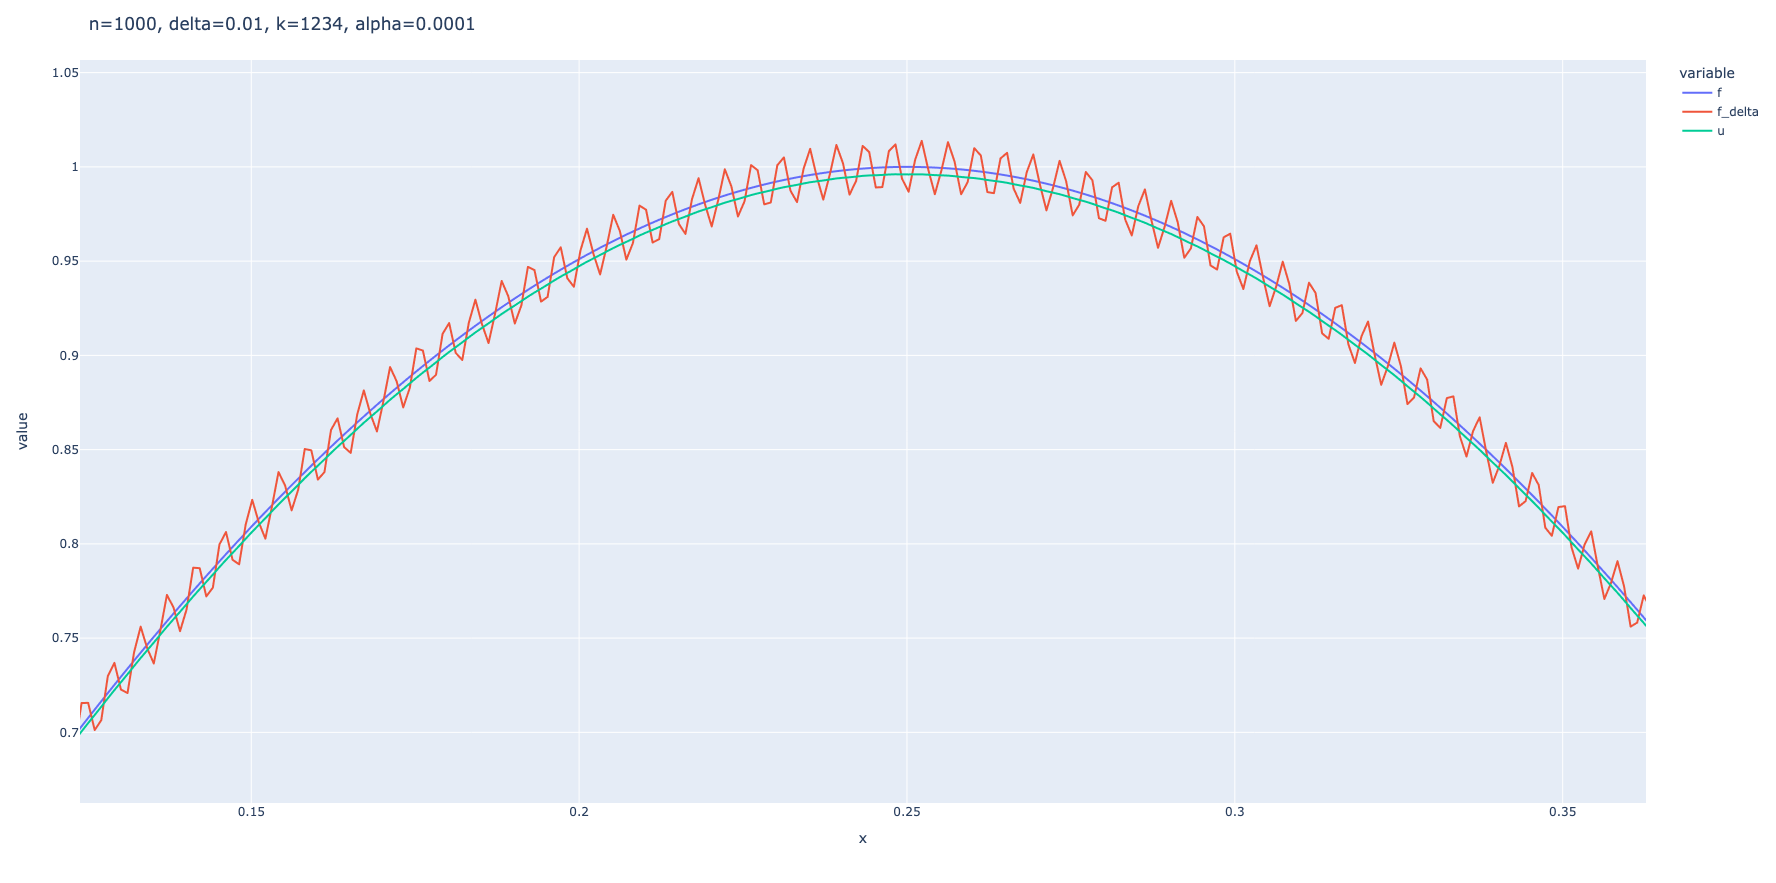 n=1000, delta=0.01, k=1234, alpha=0.0001
variable
f
f_delta
u
value
1.05
1
0.95
0.9
0.85
0.8
0.75
0.7
0.15
0.2
0.25
0.3
0.35
x